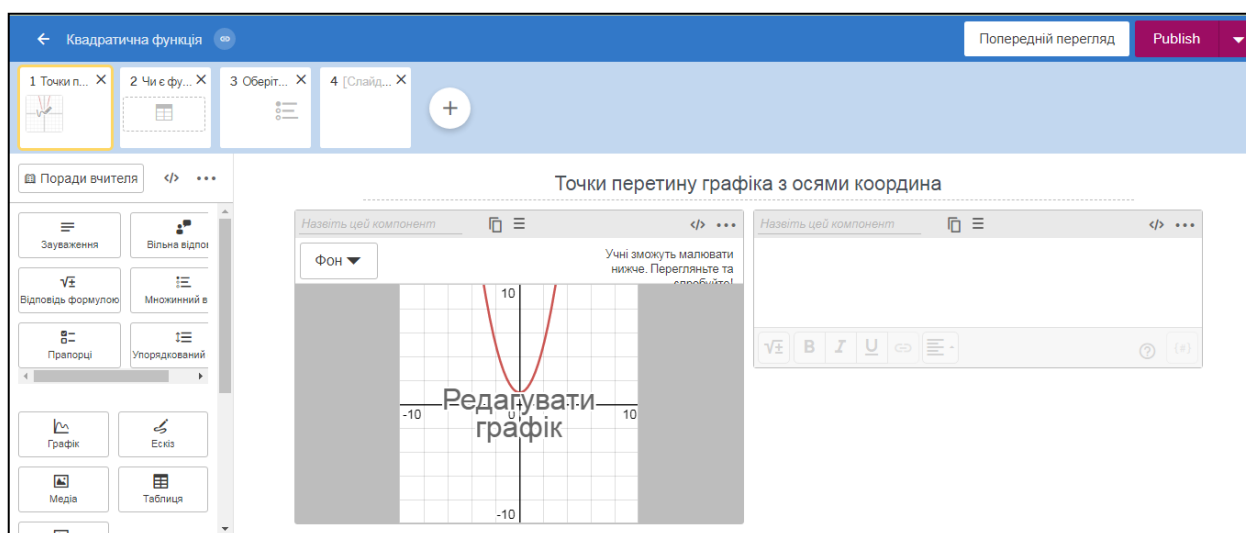 Квадратична функція
Попередній перегляд
Publish
1 Точки п...
2 Чи є фу...
3 Оберіт...
4 [Слайд...
Поради вчителя
Точки перетину графіка з осями координа
Зауваження
Вільна відпов
Відповідь формулою
Множинний в
Прапорці
Упорядкований
Графік
Ескіз
Медіа
Таблиця
Назвіть цей компонент
Фон
Учні зможуть малювати
нижче. Перегляньте та
спробуйте!
10
-10
0
10
-10
Редагувати
графік
Назвіть цей компонент
B I U